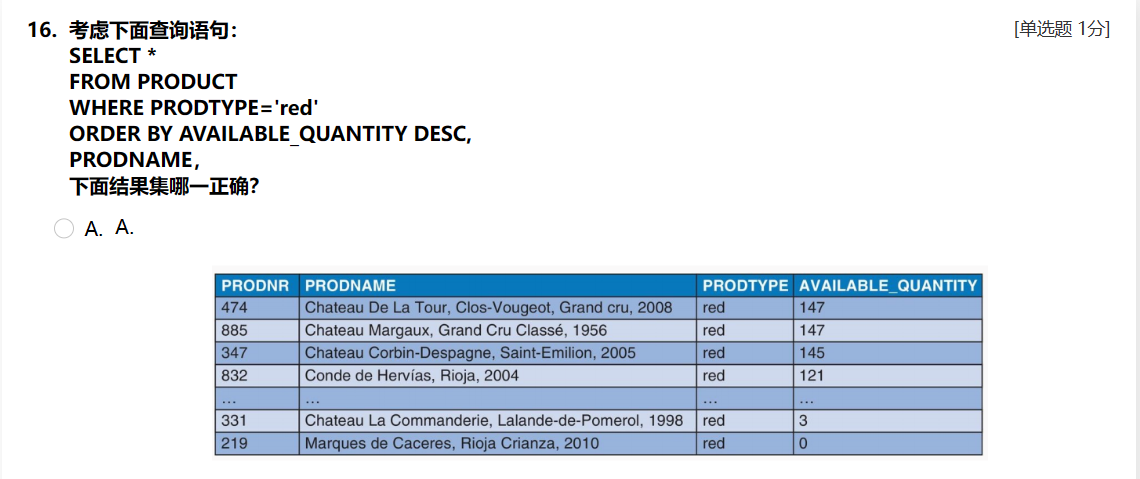 16. 考虑下面查询语句： [单选题 1分]
SELECT *
FROM PRODUCT
WHERE PRODTYPE='red'
ORDER BY AVAILABLE_QUANTITY DESC,
PRODNAME，
下面结果集哪一正确？
A. A.
PRODNR PRODNAME PRODTYPE AVAILABLE_QUANTITY
474 Chateau De La Tour, Clos-Vougeot, Grand cru, 2008 red 147
885 Chateau Margaux, Grand Cru Classé, 1956 red 147
347 Chateau Corbin-Despagne, Saint-Emilion, 2005 red 145
832 Conde de Hervías, Rioja, 2004 red 121
... ... ... ...
331 Chateau La Commanderie, Lalande-de-Pomerol, 1998 red 3
219 Marques de Caceres, Rioja Crianza, 2010 red 0